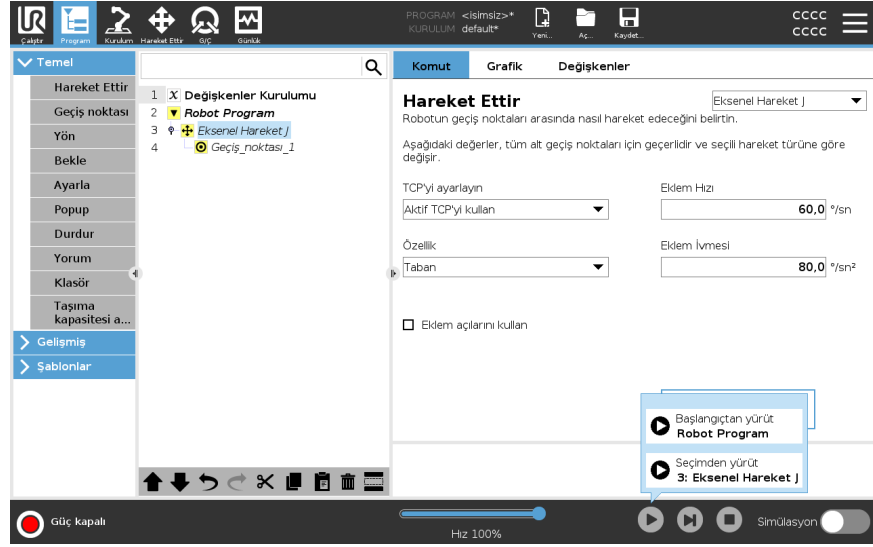 UR
PROGRAM <isimsiz>*
KURULUM default*
Çalıştır
Program
Kurulum
Hareket Ettir
G/Ç
Günlük
Yeni...
Aç...
Kaydet...
cccc
cccc
Temel
Hareket Ettir
Geçiş noktası
Yön
Bekle
Ayarla
Popup
Durdur
Yorum
Klasör
Taşıma
kapasitesi a...
Gelişmiş
Şablonlar
1 X Değişkenler Kurulumu
2 Robot Program
3 Eksenel Hareket J
4 Geçiş_noktası_1
Komut Grafik Değişkenler
Hareket Ettir
Eksenel Hareket J
Robotun geçiş noktaları arasında nasıl hareket edeceğini belirtin.
Aşağıdaki değerler, tüm alt geçiş noktaları için geçerlidir ve seçili hareket türüne göre
değişir.
TCP'yi ayarlayın
Aktif TCP'yi kullan
Eklem Hızı
60,0 °/sn
Özellik
Taban
Eklem İvmesi
80,0 °/sn²
Eklem açılarını kullan
Başlangıçtan yürüt
Robot Program
Seçimden yürüt
3: Eksenel Hareket J
Güç kapalı
Hız 100%
Simülasyon